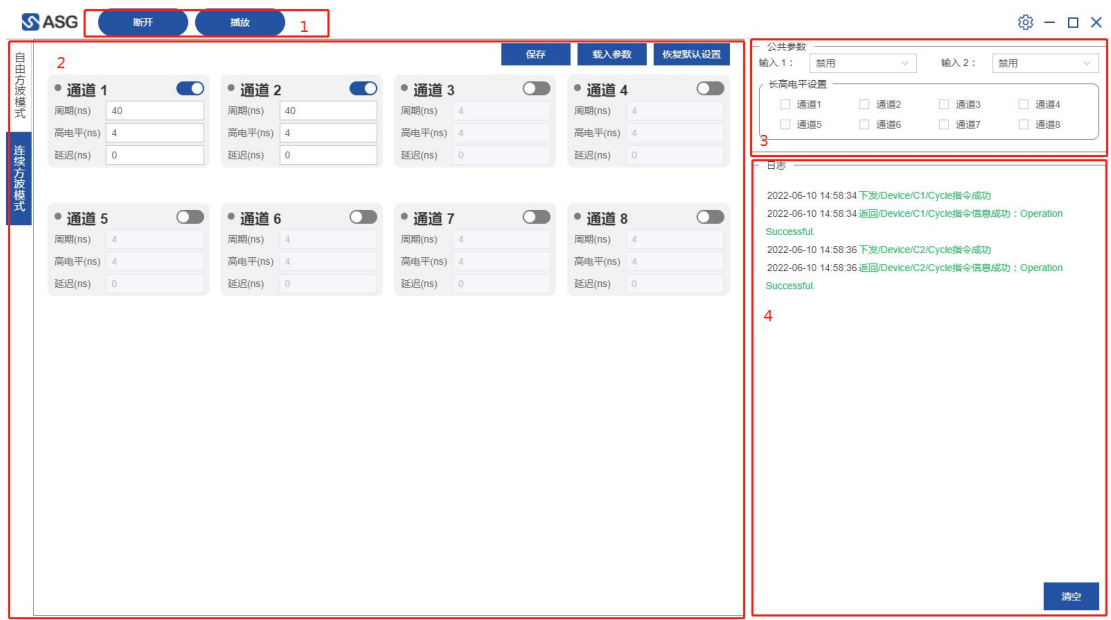 ASG 断开 播放 1
自由方波模式
连续方波模式
2 保存 载入参数 恢复默认设置
通道 1 通道 2 通道 3 通道 4
周期(ns) 40 周期(ns) 40 周期(ns) 4 周期(ns) 4
高电平(ns) 4 高电平(ns) 4 高电平(ns) 4 高电平(ns) 4
延迟(ns) 0 延迟(ns) 0 延迟(ns) 0 延迟(ns) 0
通道 5 通道 6 通道 7 通道 8
周期(ns) 4 周期(ns) 4 周期(ns) 4 周期(ns) 4
高电平(ns) 4 高电平(ns) 4 高电平(ns) 4 高电平(ns) 4
延迟(ns) 0 延迟(ns) 0 延迟(ns) 0 延迟(ns) 0
公共参数
输入 1： 禁用 输入 2： 禁用
长高电平设置
通道1 通道2 通道3 通道4
通道5 通道6 通道7 通道8
3
日志
2022-06-10 14:58:34 下发/Device/C1/Cycle指令成功
2022-06-10 14:58:34 返回/Device/C1/Cycle指令信息成功：Operation
Successful.
2022-06-10 14:58:36 下发/Device/C2/Cycle指令成功
2022-06-10 14:58:36 返回/Device/C2/Cycle指令信息成功：Operation
Successful.
4
清空